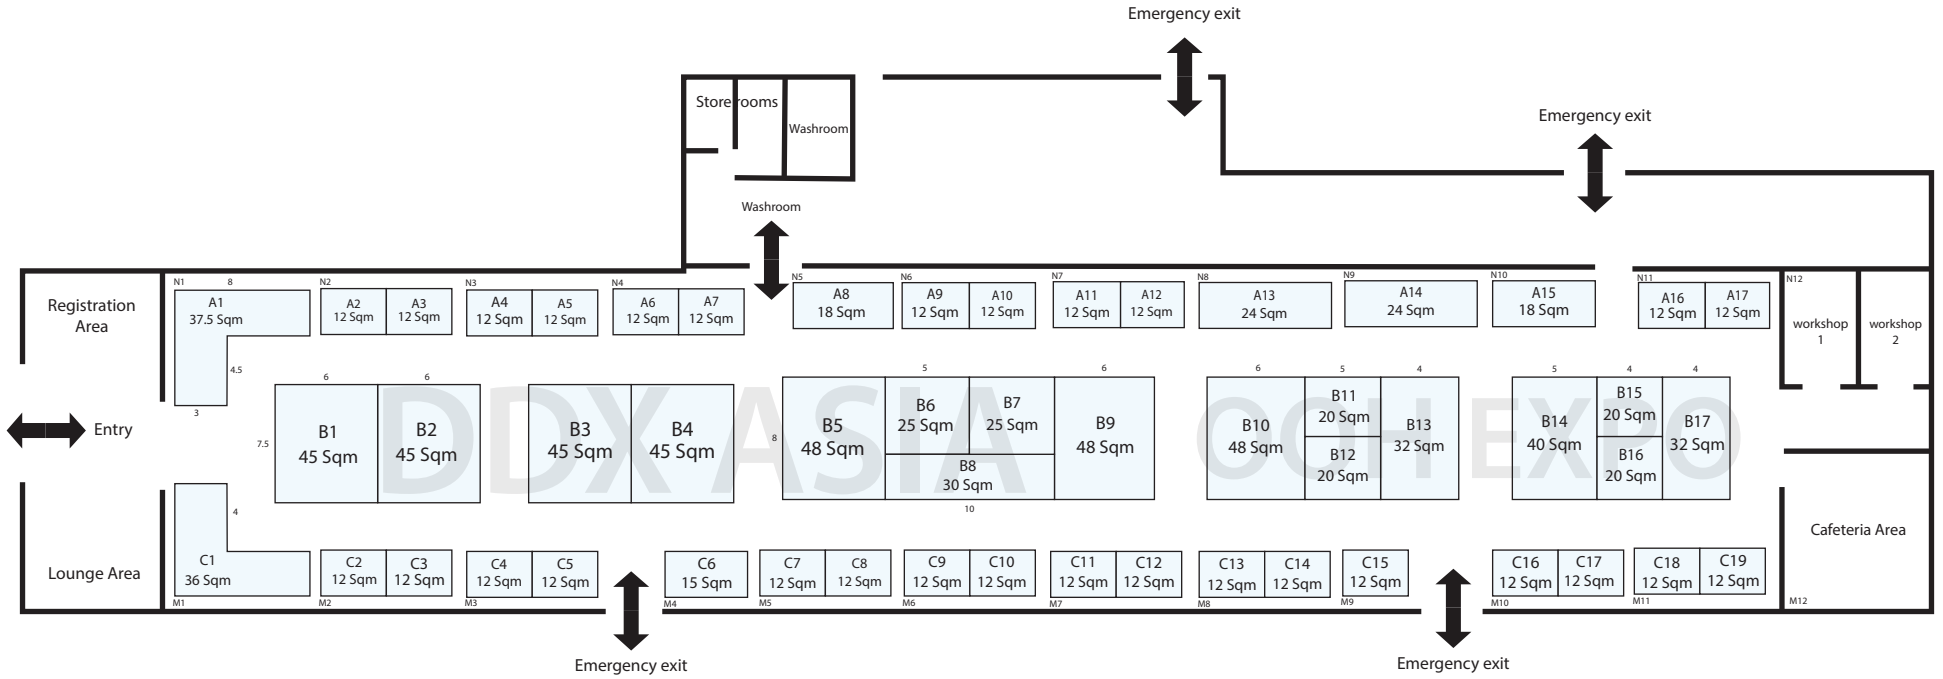 Emergency exit
Emergency exit
Store rooms
Washroom
Washroom
Registration
Area
Entry
Lounge Area
N1
8
A1
37.5 Sqm
4.5
3
N2
A2
12 Sqm
A3
12 Sqm
N3
A4
12 Sqm
A5
12 Sqm
N4
A6
12 Sqm
A7
12 Sqm
N5
A8
18 Sqm
N6
A9
12 Sqm
A10
12 Sqm
N7
A11
12 Sqm
A12
12 Sqm
N8
A13
24 Sqm
N9
A14
24 Sqm
N10
A15
18 Sqm
N11
A16
12 Sqm
A17
12 Sqm
N12
workshop
1
workshop
2
DDX ASIA OOH EXPO
6
7.5
B1
45 Sqm
6
B2
45 Sqm
B3
45 Sqm
B4
45 Sqm
8
B5
48 Sqm
5
B6
25 Sqm
B7
25 Sqm
B8
30 Sqm
10
6
B9
48 Sqm
6
B10
48 Sqm
5
B11
20 Sqm
B12
20 Sqm
4
B13
32 Sqm
5
B14
40 Sqm
4
B15
20 Sqm
B16
20 Sqm
4
B17
32 Sqm
Cafeteria Area
4
C1
36 Sqm
M1
C2
12 Sqm
C3
12 Sqm
M2
C4
12 Sqm
C5
12 Sqm
M3
C6
15 Sqm
M4
C7
12 Sqm
C8
12 Sqm
M5
C9
12 Sqm
C10
12 Sqm
M6
C11
12 Sqm
C12
12 Sqm
M7
C13
12 Sqm
C14
12 Sqm
M8
C15
12 Sqm
M9
C16
12 Sqm
C17
12 Sqm
M10
C18
12 Sqm
C19
12 Sqm
M11
M12
Emergency exit
Emergency exit